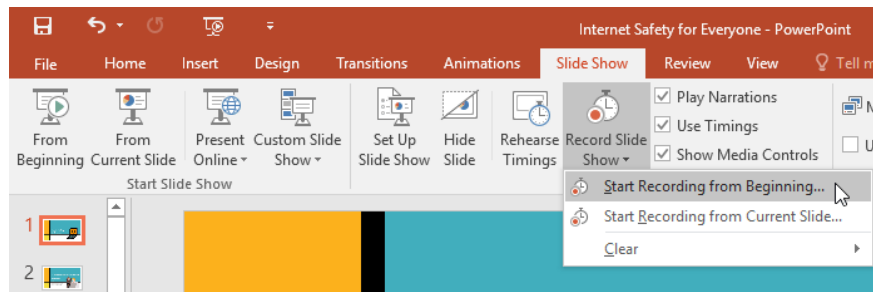 Internet Safety for Everyone - PowerPoint
File Home Insert Design Transitions Animations Slide Show Review View Tell
From Beginning
From Current Slide
Present Online
Custom Slide Show
Set Up Slide Show
Hide Slide
Rehearse Timings
Record Slide Show
Play Narrations
Use Timings
Show Media Controls
Start Slide Show
Start Recording from Beginning...
Start Recording from Current Slide...
Clear
1
2